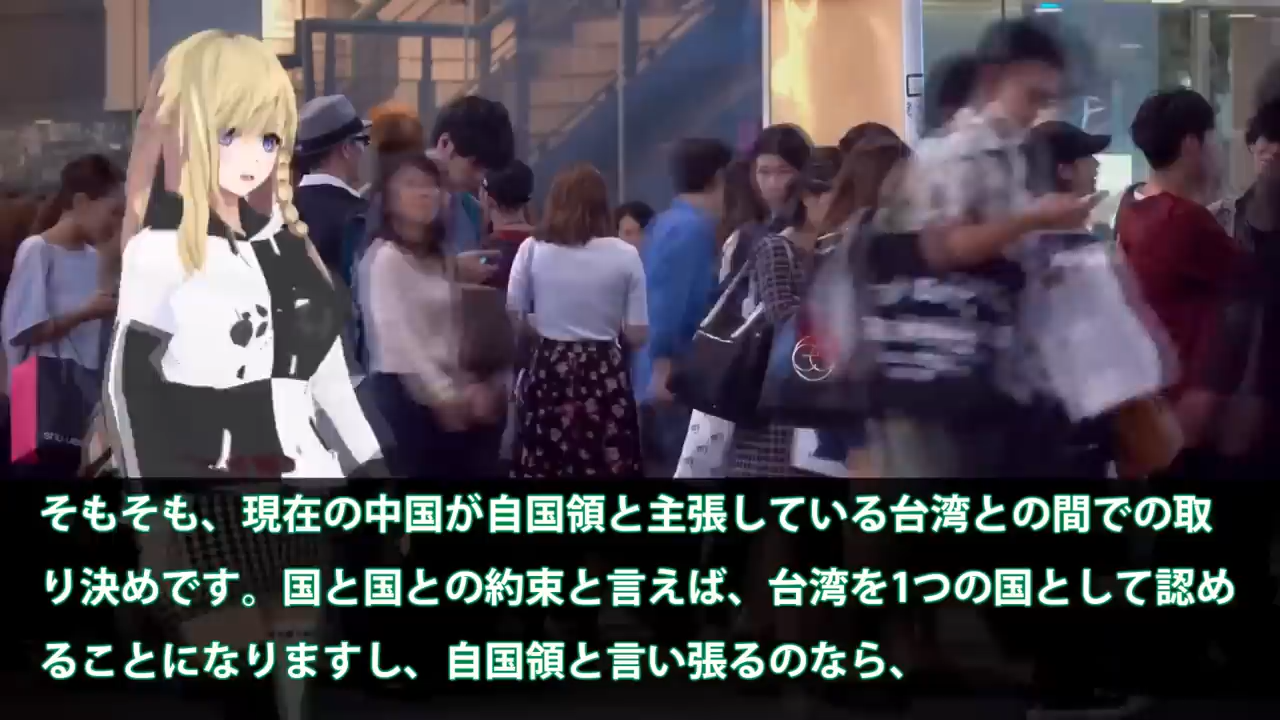 そもそも、現在の中国が自国領と主張している台湾との間での取
り決めです。国と国との約束と言えば、台湾を1つの国として認め
ることになりますし、自国領と言い張るのなら、